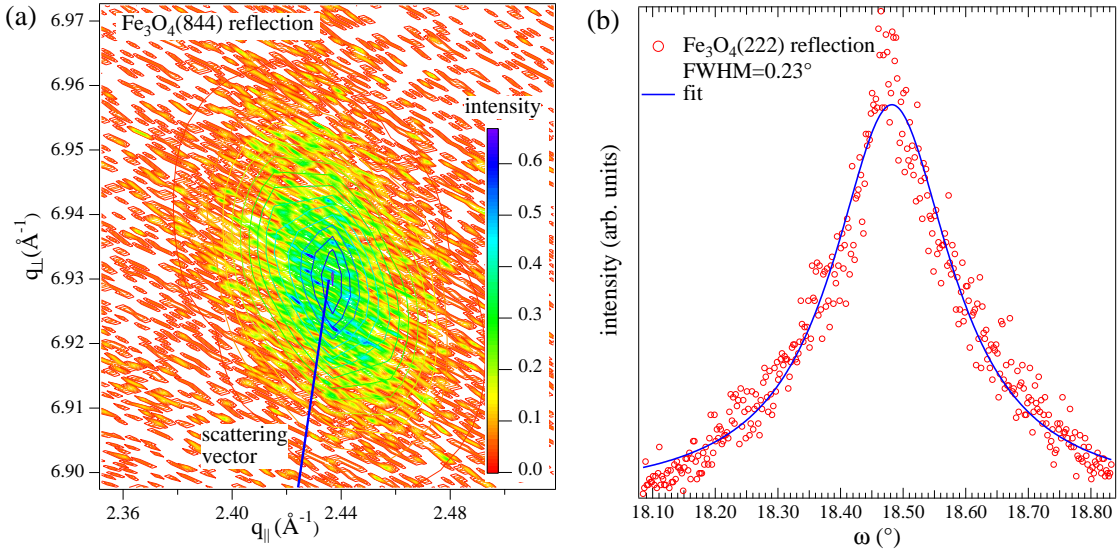 (a)
Fe₃O₄(844) reflection
intensity
0.6
0.5
0.4
0.3
0.2
0.1
0.0
scattering
vector
6.97
6.96
6.95
6.94
6.93
6.92
6.91
6.90
q⊥(Å⁻¹)
2.36
2.40
2.44
2.48
q|| (Å⁻¹)
(b)
Fe₃O₄(222) reflection
FWHM=0.23°
fit
intensity (arb. units)
18.10
18.20
18.30
18.40
18.50
18.60
18.70
18.80
ω (°)